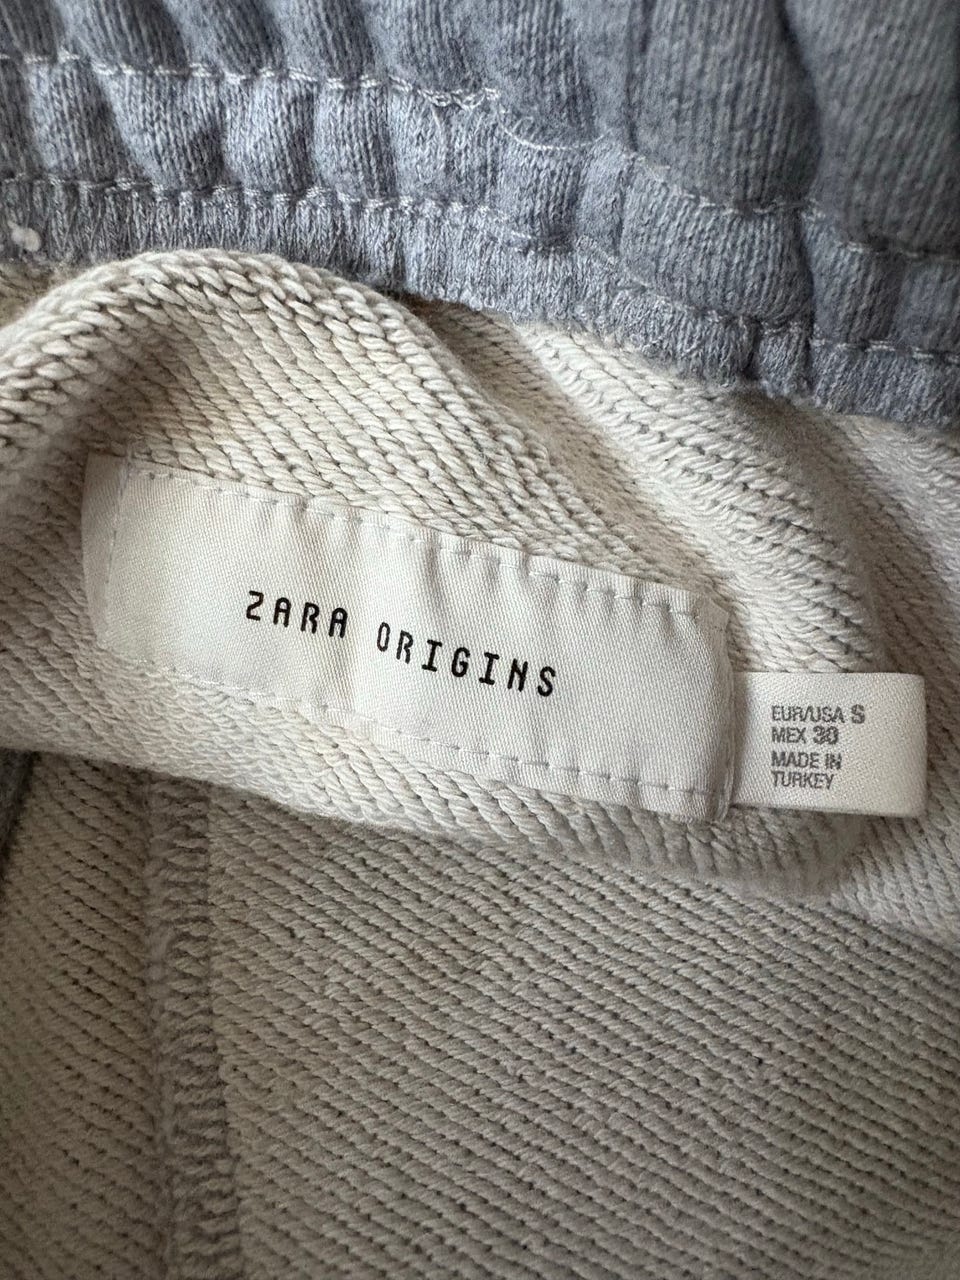 ZARA ORIGINS
EUR/USA S
MEX 30
MADE IN
TURKEY